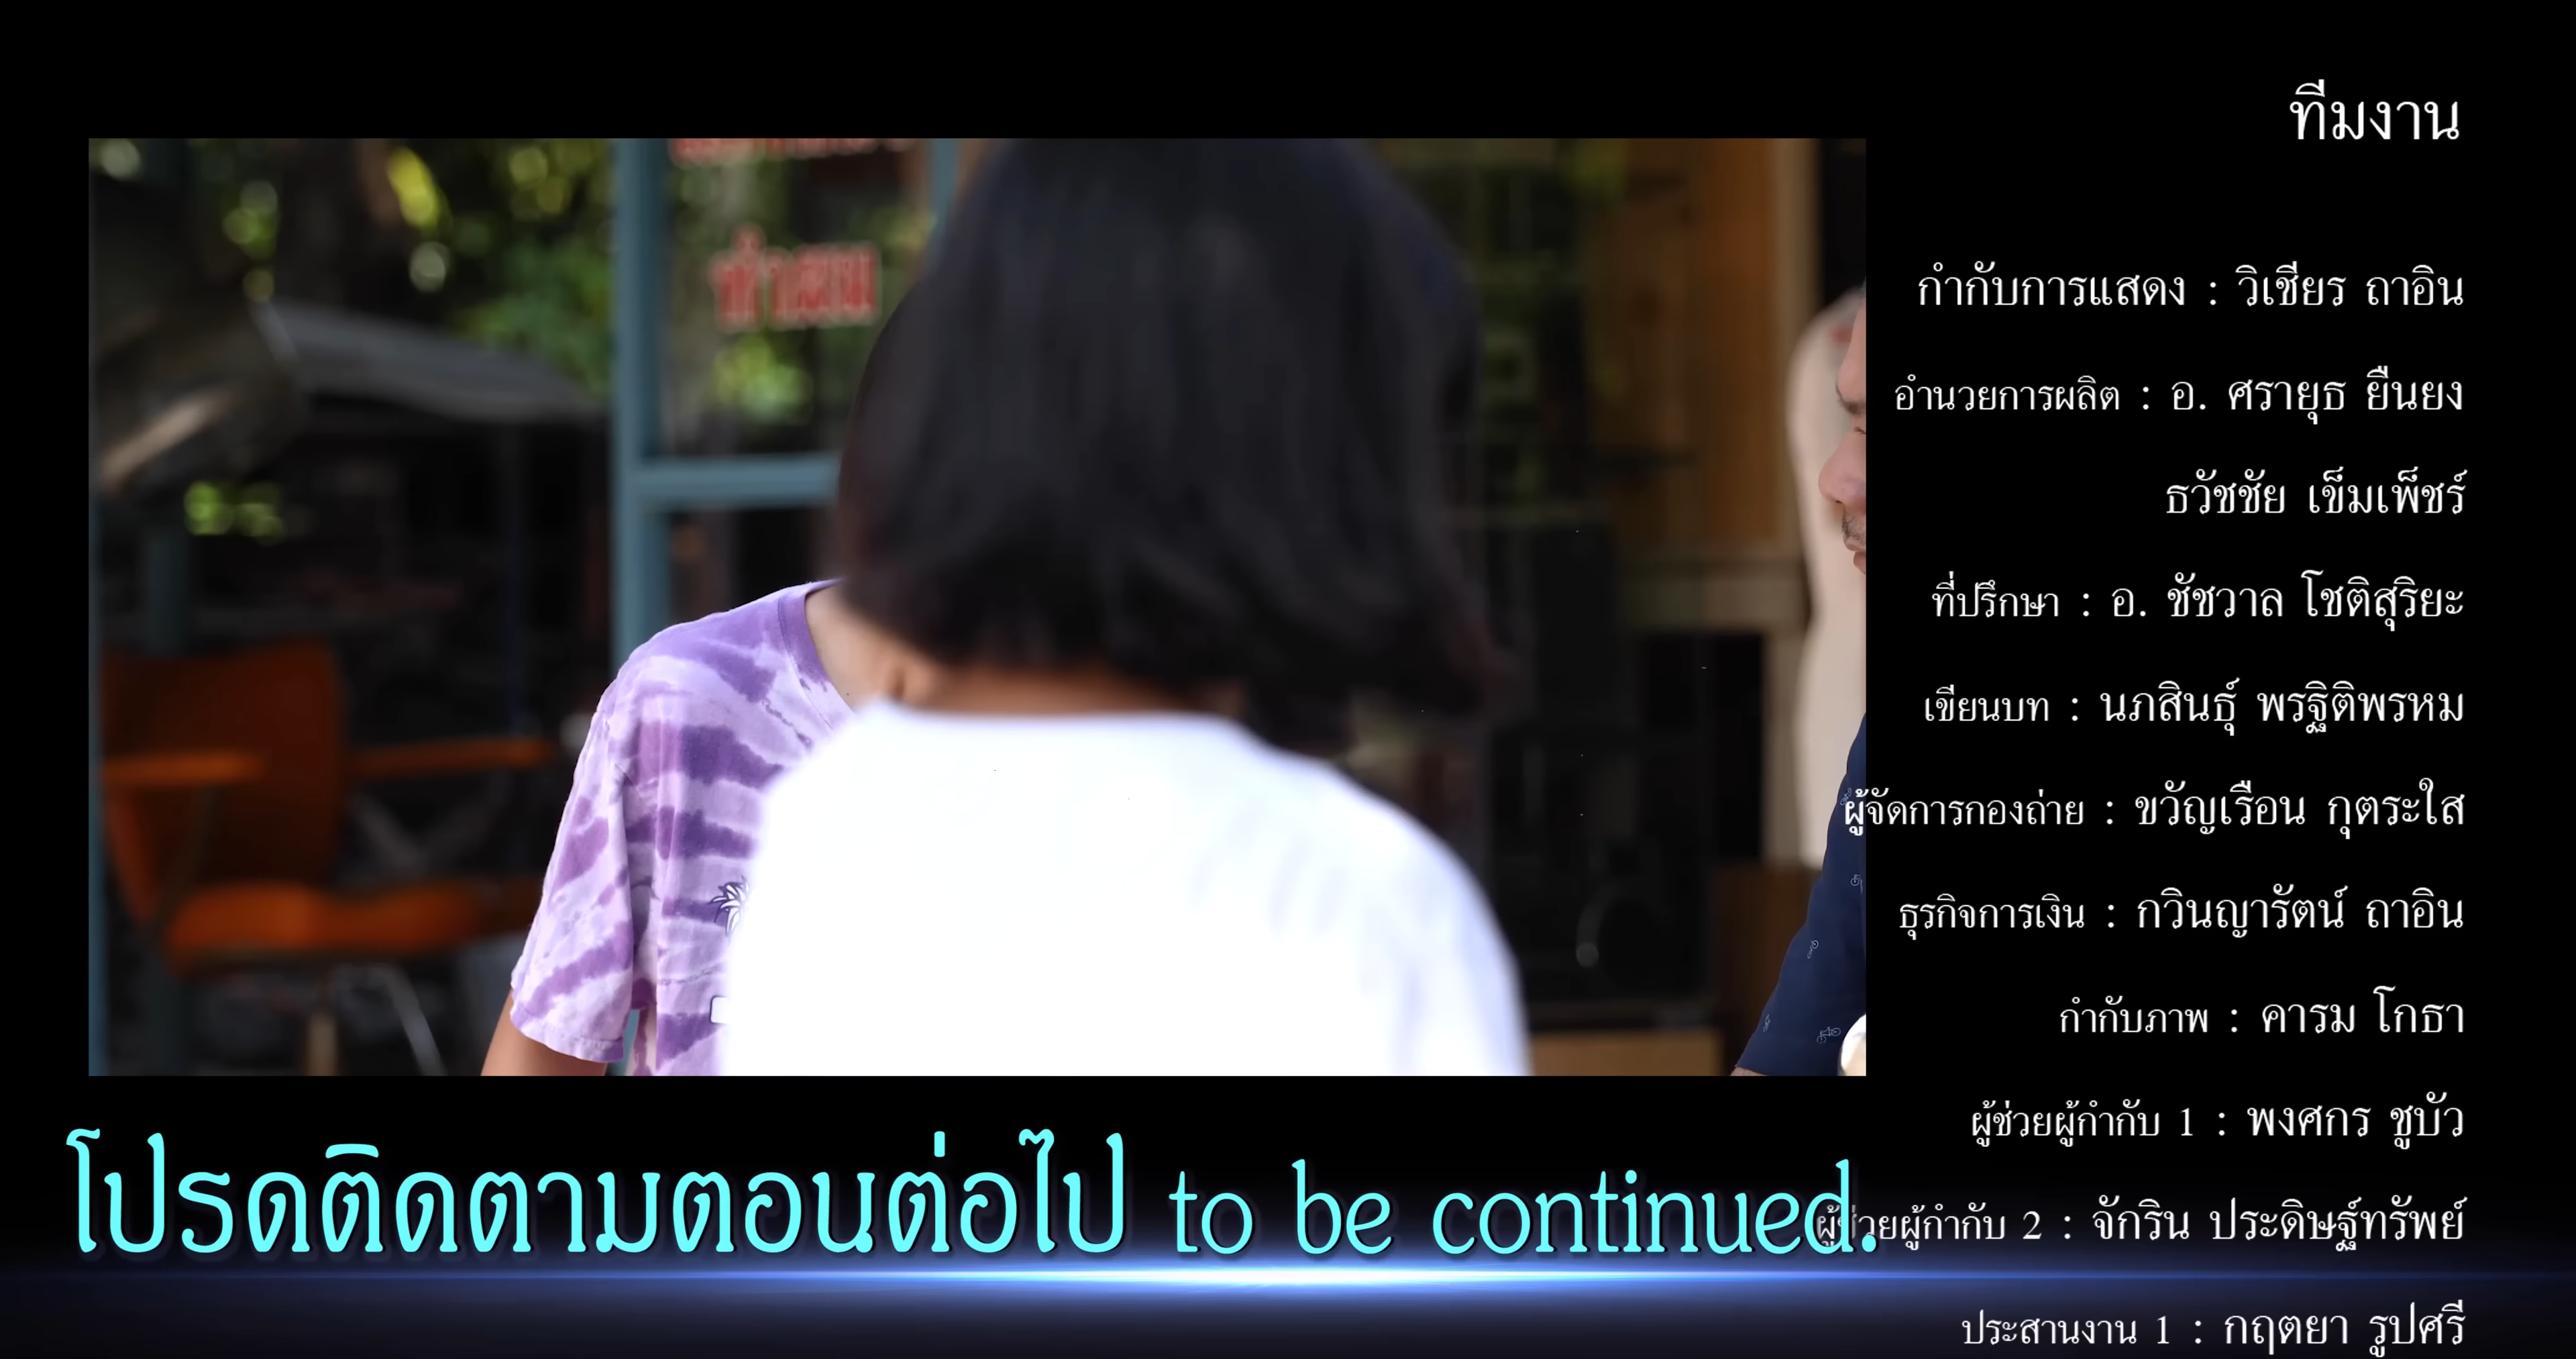 ทีมงาน
กำกับการแสดง : วิเชียร ถาอิน
อำนวยการผลิต : อ. ศรายุธ ยืนยง
ธวัชชัย เข็มเพ็ชร์
ที่ปรึกษา : อ. ชัชวาล โชติสุริยะ
เขียนบท : นภสินธุ์ พรฐิติพรหม
ผู้จัดการกองถ่าย : ขวัญเรือน กุตระใส
ธุรกิจการเงิน : กวินญารัตน์ ถาอิน
กำกับภาพ : คารม โกธา
ผู้ช่วยผู้กำกับ 1 : พงศกร ชูบัว
ผู้ช่วยผู้กำกับ 2 : จักริน ประดิษฐ์ทรัพย์
ประสานงาน 1 : กฤตยา รูปศรี
โปรดติดตามตอนต่อไป to be continued.